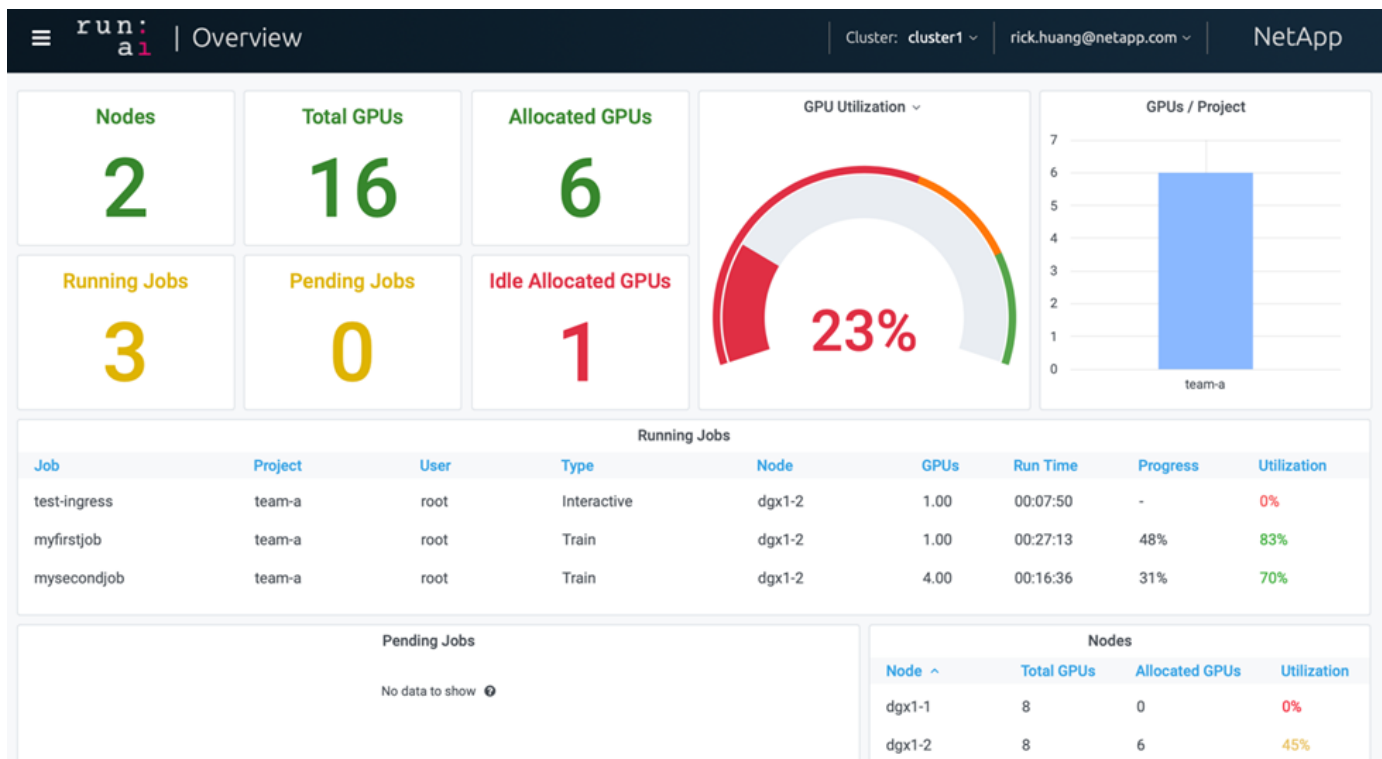 run:
ai | Overview
Cluster: cluster1
rick.huang@netapp.com
NetApp
Nodes
2
Total GPUs
16
Allocated GPUs
6
Running Jobs
3
Pending Jobs
0
Idle Allocated GPUs
1
GPU Utilization
23%
GPUs / Project
7
6
5
4
3
2
1
0
team-a
Running Jobs
Job Project User Type Node GPUs Run Time Progress Utilization
test-ingress team-a root Interactive dgx1-2 1.00 00:07:50 - 0%
myfirstjob team-a root Train dgx1-2 1.00 00:27:13 48% 83%
mysecondjob team-a root Train dgx1-2 4.00 00:16:36 31% 70%
Pending Jobs
No data to show ?
Nodes
Node Total GPUs Allocated GPUs Utilization
dgx1-1 8 0 0%
dgx1-2 8 6 45%